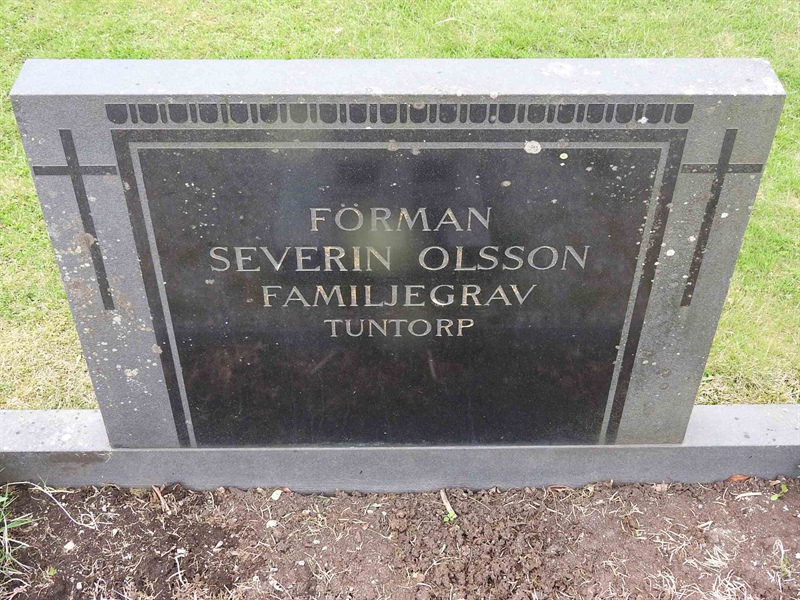 FÖRMAN
SEVERIN OLSSON
FAMILJEGRAV
TUNTORP